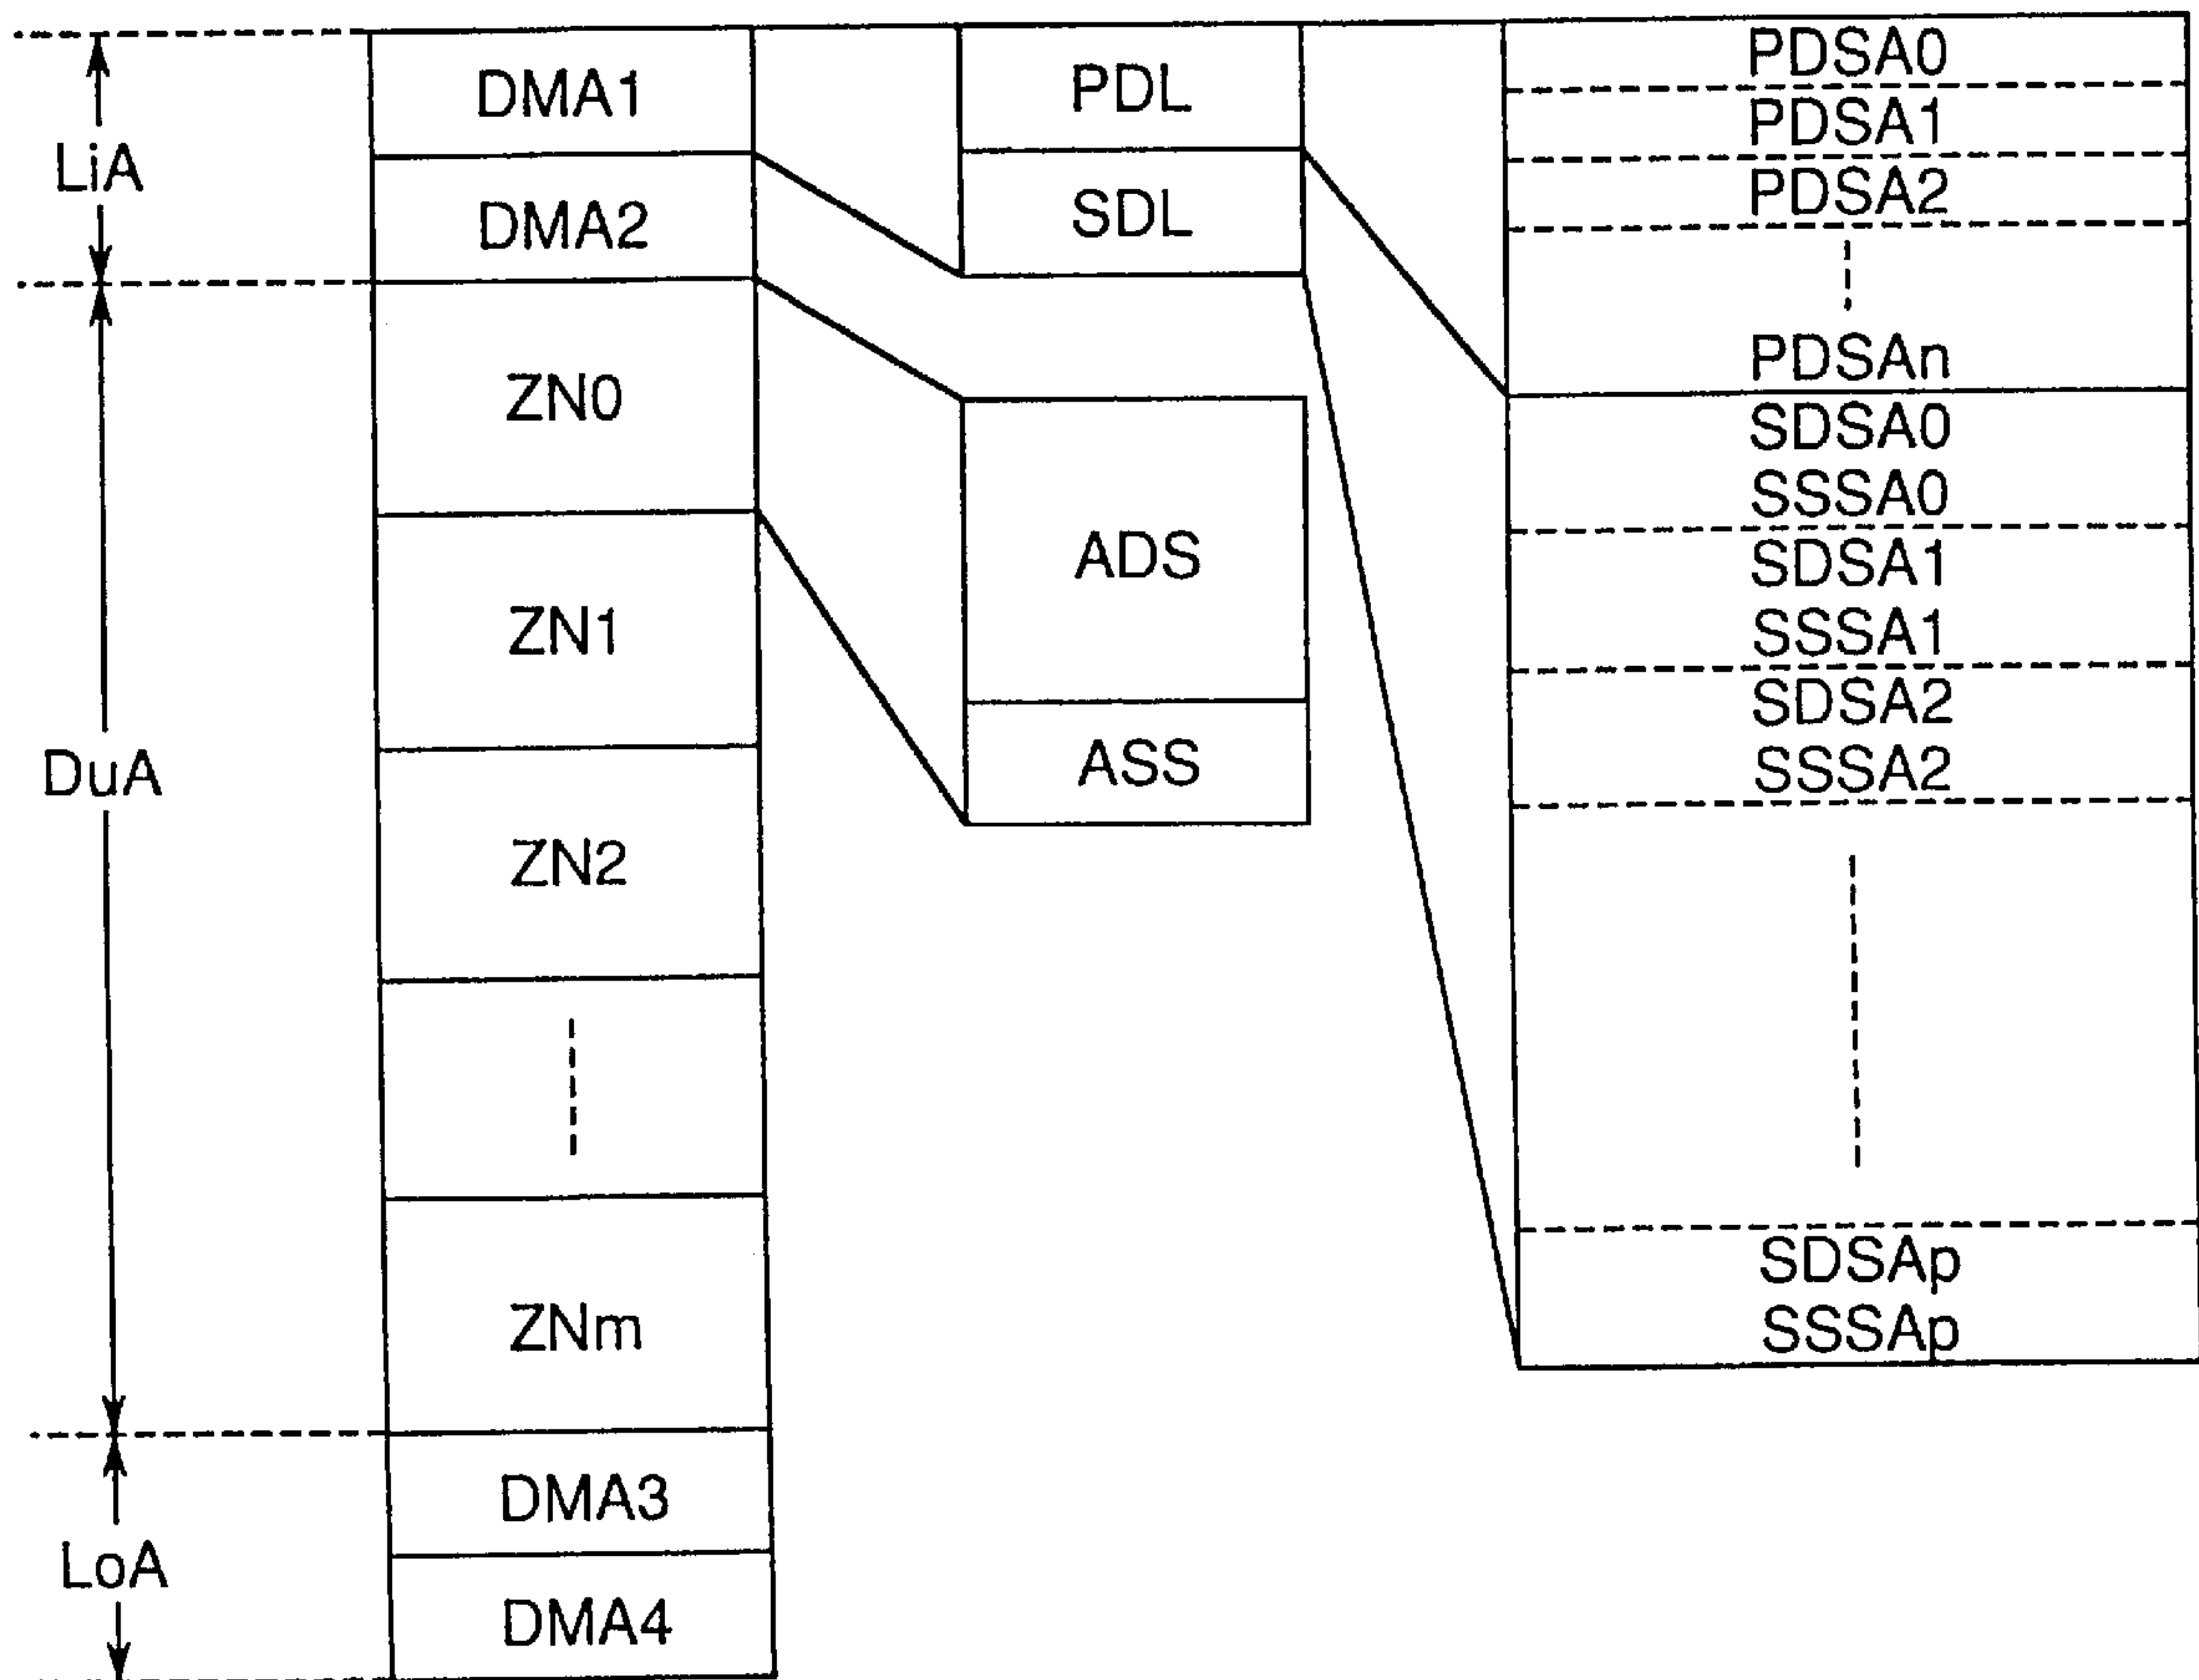 LiA
DuA
LoA
DMA1
DMA2
ZN0
ZN1
ZN2
ZNm
DMA3
DMA4
PDL
SDL
ADS
ASS
PDSA0
PDSA1
PDSA2
PDSAn
SDSA0
SSSA0
SDSA1
SSSA1
SDSA2
SSSA2
SDSAp
SSSAp